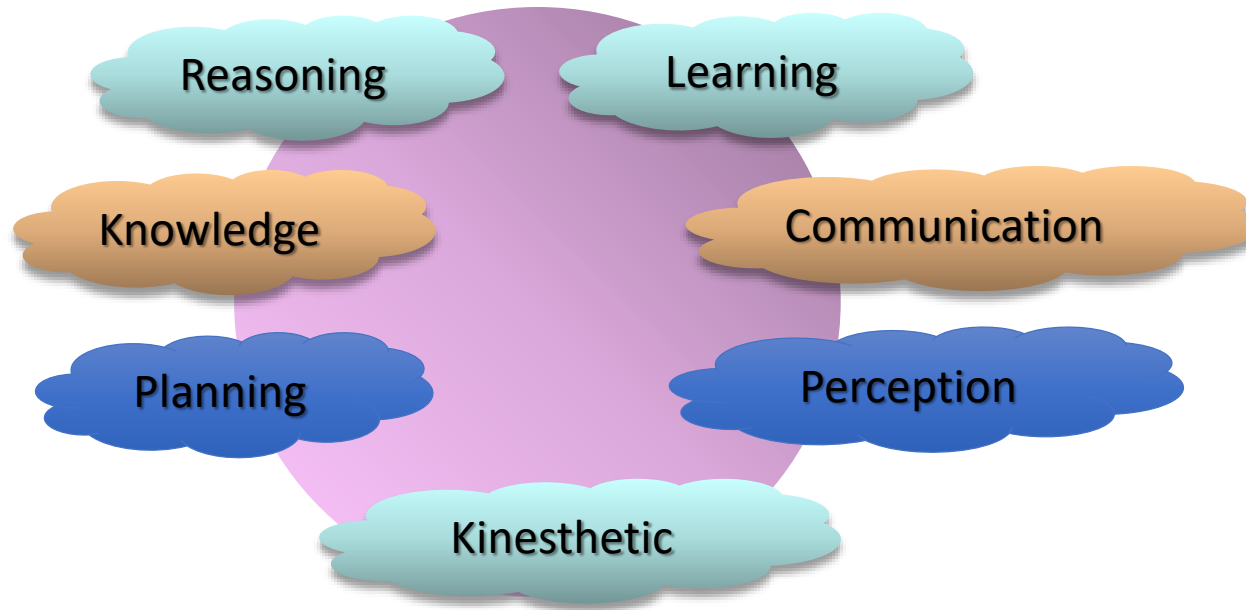 Reasoning
Learning
Knowledge
Communication
Planning
Perception
Kinesthetic